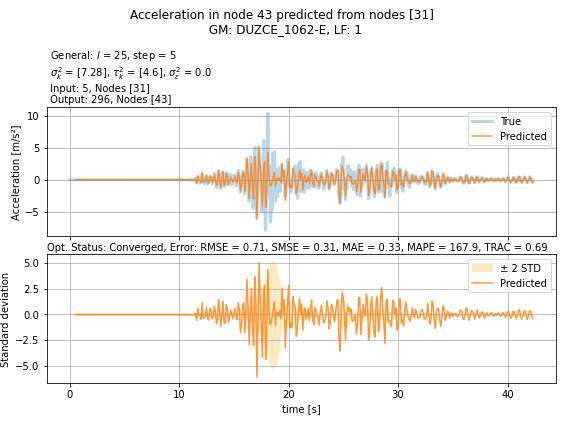 Acceleration in node 43 predicted from nodes [31]
GM: DUZCE_1062-E, LF: 1
General: l = 25, step = 5
σ²ₖ = [7.28], τ²ₖ = [4.6], σ²ε = 0.0
Input: 5, Nodes [31]
Output: 296, Nodes [43]
Acceleration [m/s²]
10
5
0
−5
True
Predicted
Opt. Status: Converged, Error: RMSE = 0.71, SMSE = 0.31, MAE = 0.33, MAPE = 167.9, TRAC = 0.69
Standard deviation
5.0
2.5
0.0
−2.5
−5.0
± 2 STD
Predicted
0 10 20 30 40
time [s]